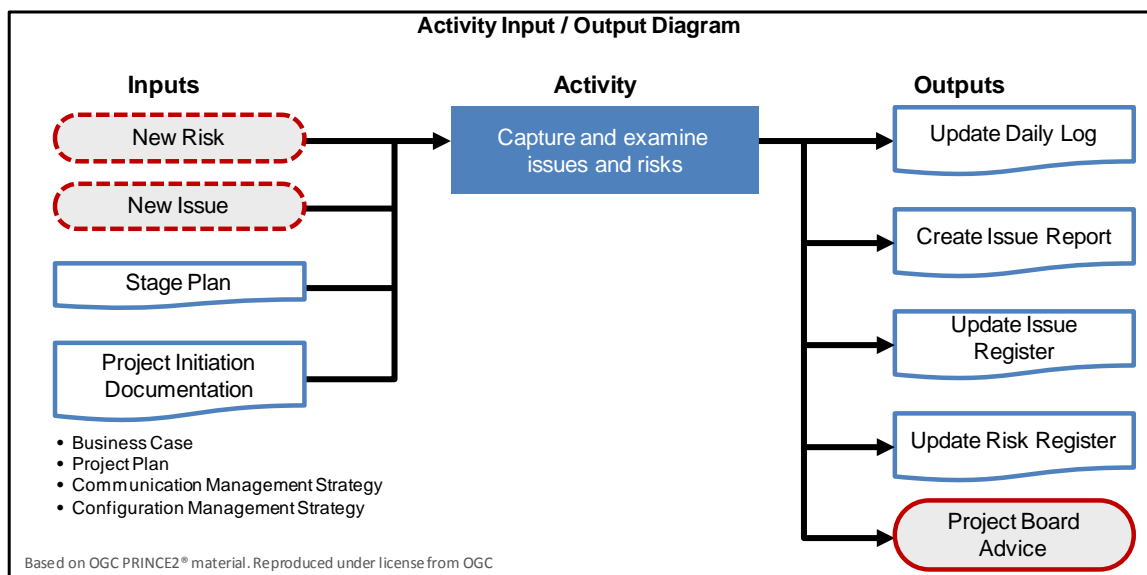 Activity Input / Output Diagram
Inputs
Activity
Outputs
New Risk
New Issue
Stage Plan
Project Initiation
Documentation
• Business Case
• Project Plan
• Communication Management Strategy
• Configuration Management Strategy
Capture and examine
issues and risks
Update Daily Log
Create Issue Report
Update Issue
Register
Update Risk Register
Project Board
Advice
Based on OGC PRINCE2® material. Reproduced under license from OGC